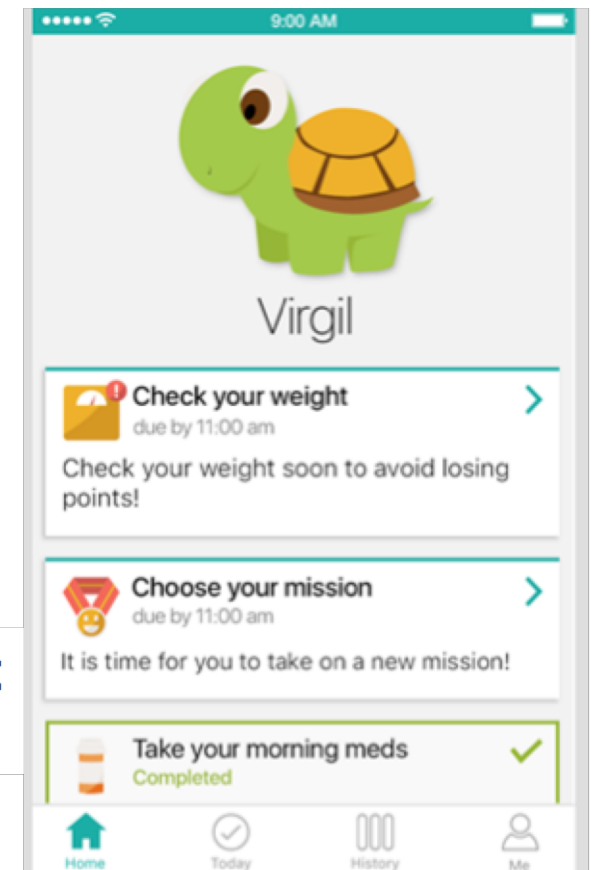 9:00 AM
Virgil
Check your weight
due by 11:00 am
Check your weight soon to avoid losing
points!
Choose your mission
due by 11:00 am
It is time for you to take on a new mission!
Take your morning meds
Completed
Home
Today
History
Me